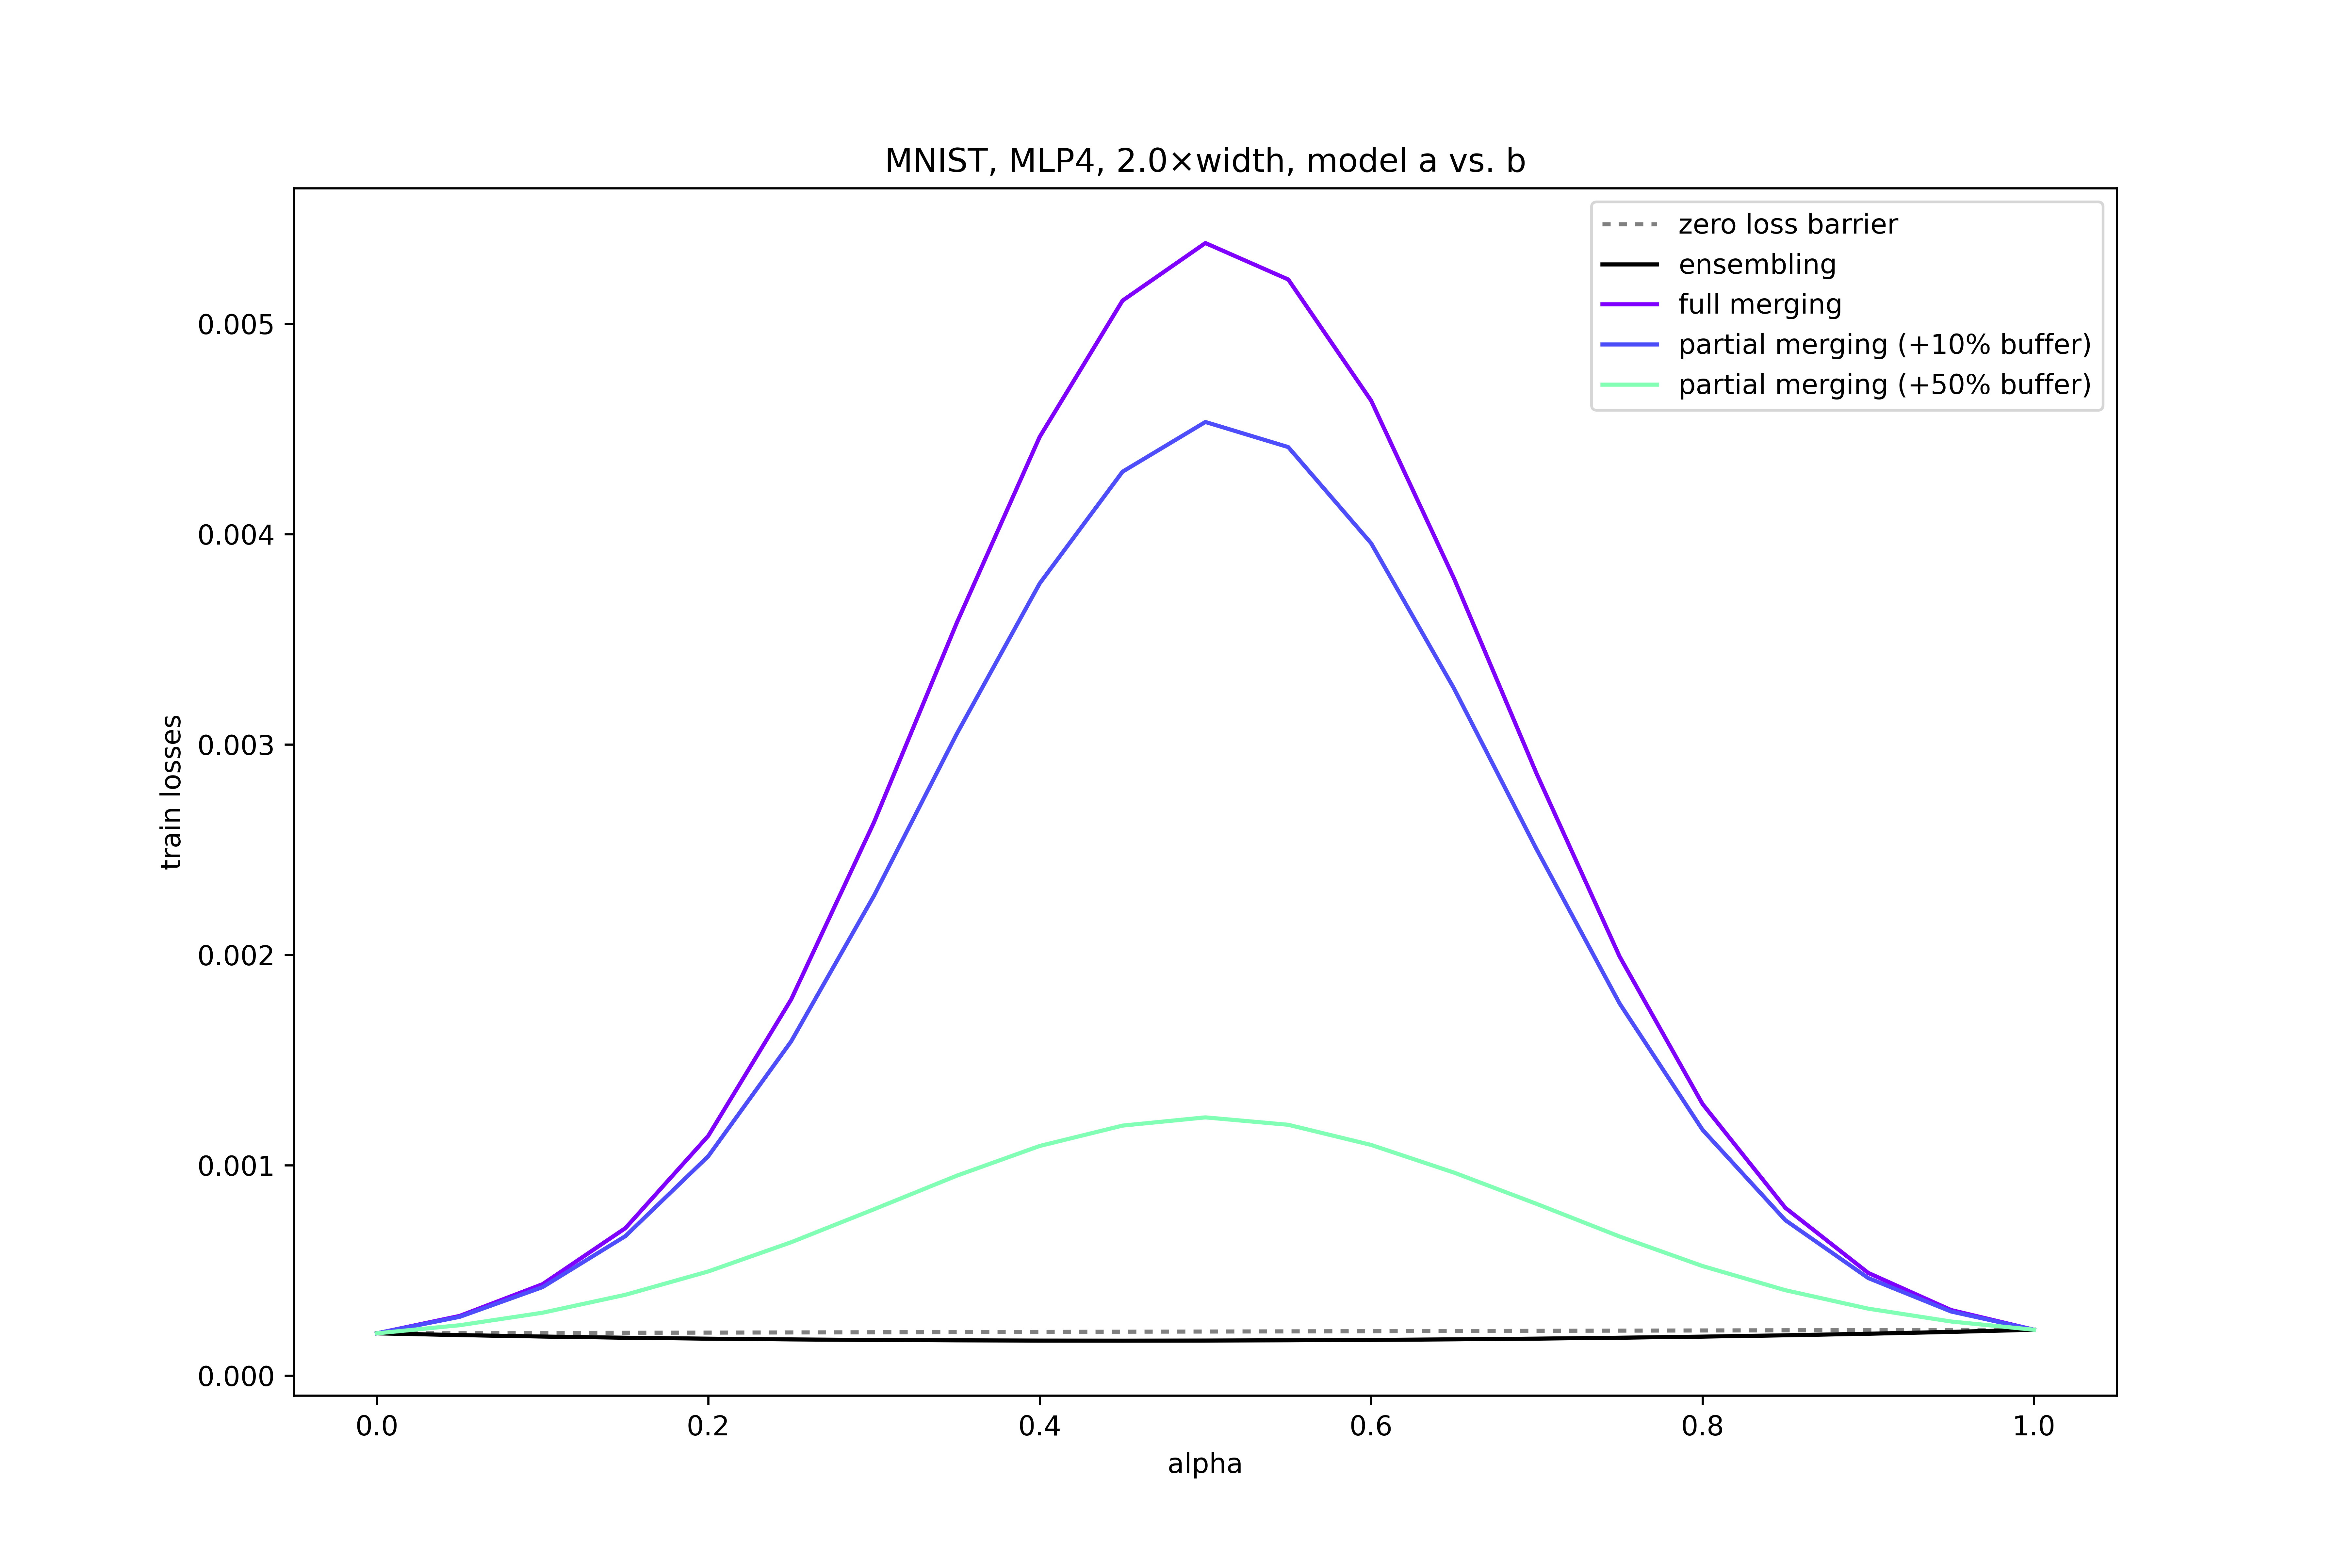 MNIST, MLP4, 2.0×width, model a vs. b
zero loss barrier
ensembling
full merging
partial merging (+10% buffer)
partial merging (+50% buffer)
train losses
0.005
0.004
0.003
0.002
0.001
0.000
0.0 0.2 0.4 0.6 0.8 1.0
alpha